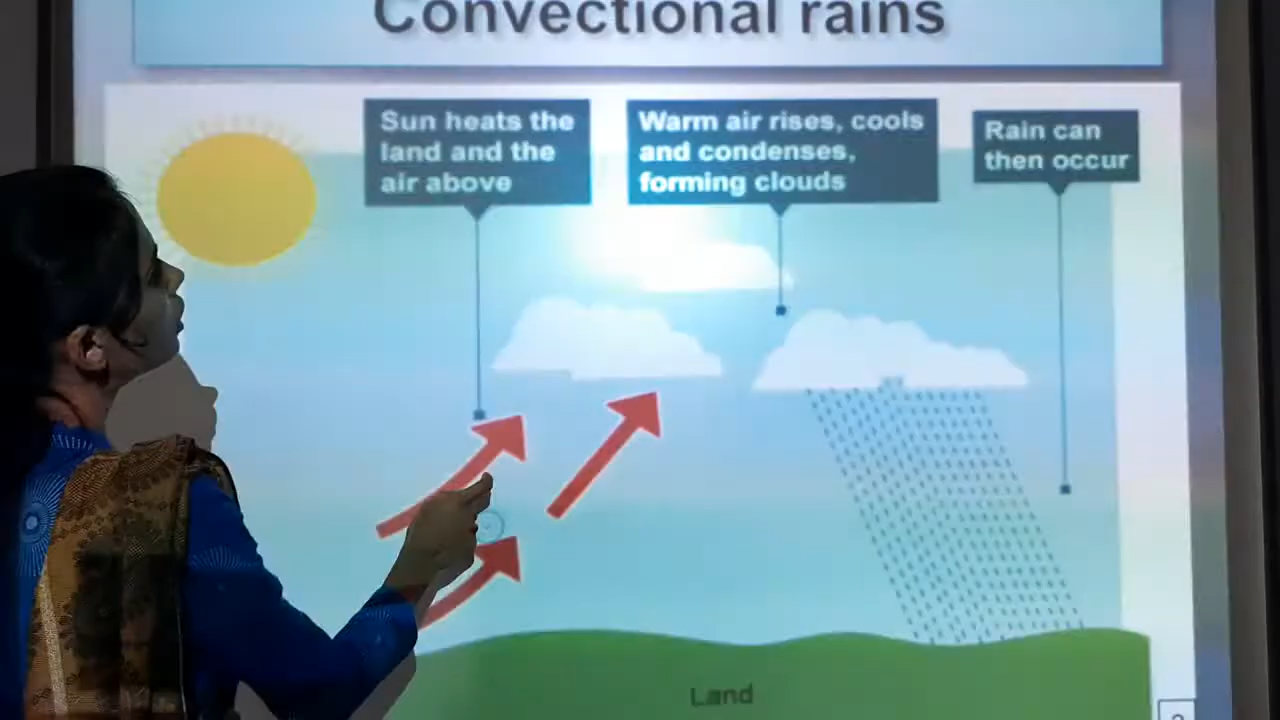 Convectional rains
Sun heats the
land and the
air above
Warm air rises, cools
and condenses,
forming clouds
Rain can
then occur
Land